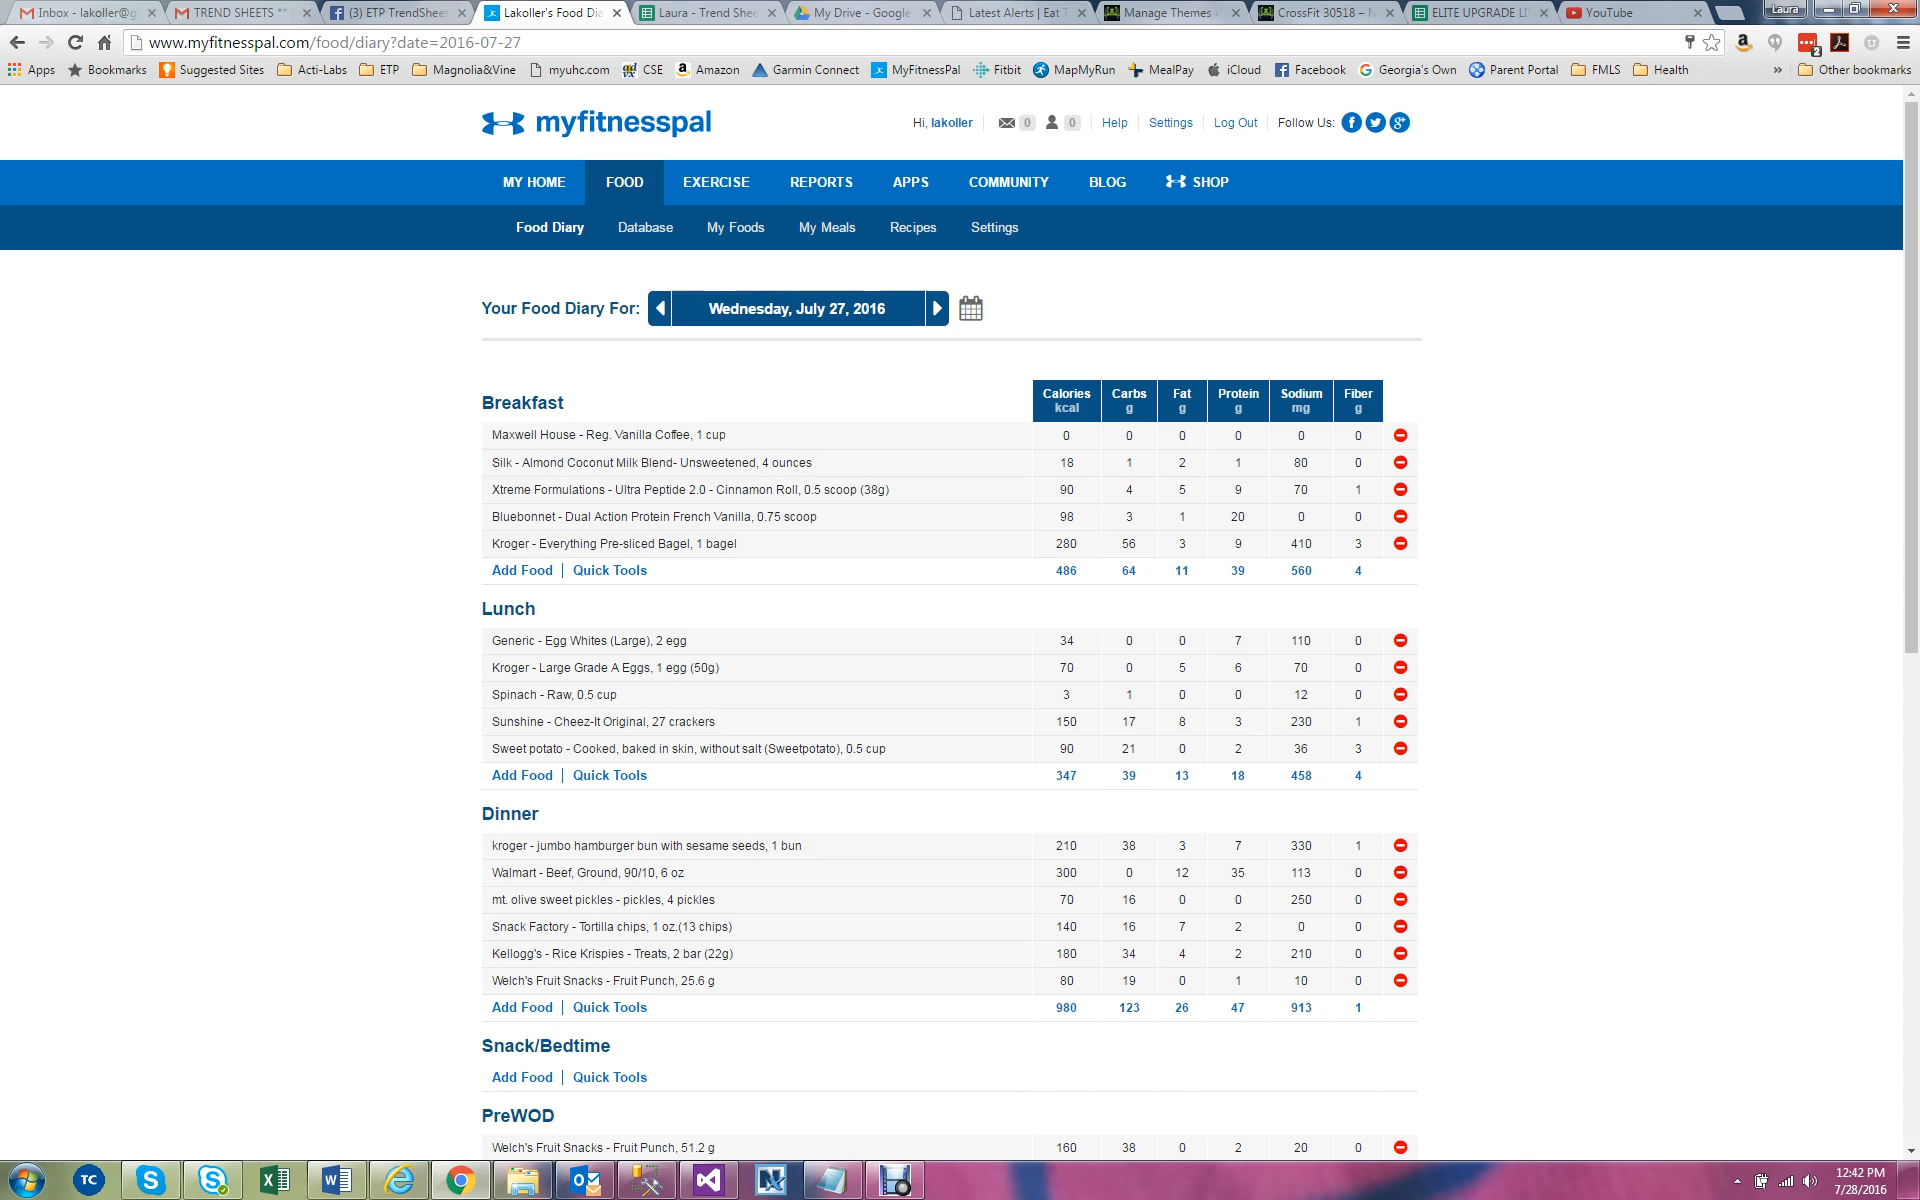 Inbox - lakoller@g TREND SHEETS ** (3) ETP TrendSheet Lakoller's Food Dia Laura - Trend Shee My Drive - Google Latest Alerts | Eat T Manage Themes CrossFit 30518 – N ELITE UPGRADE LI YouTube Laura
www.myfitnesspal.com/food/diary?date=2016-07-27
Apps Bookmarks Suggested Sites Acti-Labs ETP Magnolia&Vine myuhc.com CSE Amazon Garmin Connect MyFitnessPal Fitbit MapMyRun MealPay iCloud Facebook Georgia's Own Parent Portal FMLS Health » Other bookmarks
myfitnesspal Hi, lakoller 0 0 Help Settings Log Out Follow Us:
MY HOME FOOD EXERCISE REPORTS APPS COMMUNITY BLOG SHOP
Food Diary Database My Foods My Meals Recipes Settings
Your Food Diary For: Wednesday, July 27, 2016
Breakfast Calories kcal Carbs g Fat g Protein g Sodium mg Fiber g
Maxwell House - Reg. Vanilla Coffee, 1 cup 0 0 0 0 0 0
Silk - Almond Coconut Milk Blend- Unsweetened, 4 ounces 18 1 2 1 80 0
Xtreme Formulations - Ultra Peptide 2.0 - Cinnamon Roll, 0.5 scoop (38g) 90 4 5 9 70 1
Bluebonnet - Dual Action Protein French Vanilla, 0.75 scoop 98 3 1 20 0 0
Kroger - Everything Pre-sliced Bagel, 1 bagel 280 56 3 9 410 3
Add Food | Quick Tools 486 64 11 39 560 4
Lunch
Generic - Egg Whites (Large), 2 egg 34 0 0 7 110 0
Kroger - Large Grade A Eggs, 1 egg (50g) 70 0 5 6 70 0
Spinach - Raw, 0.5 cup 3 1 0 0 12 0
Sunshine - Cheez-It Original, 27 crackers 150 17 8 3 230 1
Sweet potato - Cooked, baked in skin, without salt (Sweetpotato), 0.5 cup 90 21 0 2 36 3
Add Food | Quick Tools 347 39 13 18 458 4
Dinner
kroger - jumbo hamburger bun with sesame seeds, 1 bun 210 38 3 7 330 1
Walmart - Beef, Ground, 90/10, 6 oz 300 0 12 35 113 0
mt. olive sweet pickles - pickles, 4 pickles 70 16 0 0 250 0
Snack Factory - Tortilla chips, 1 oz.(13 chips) 140 16 7 2 0 0
Kellogg's - Rice Krispies - Treats, 2 bar (22g) 180 34 4 2 210 0
Welch's Fruit Snacks - Fruit Punch, 25.6 g 80 19 0 1 10 0
Add Food | Quick Tools 980 123 26 47 913 1
Snack/Bedtime
Add Food | Quick Tools
PreWOD
Welch's Fruit Snacks - Fruit Punch, 51.2 g 160 38 0 2 20 0
TC
12:42 PM
7/28/2016